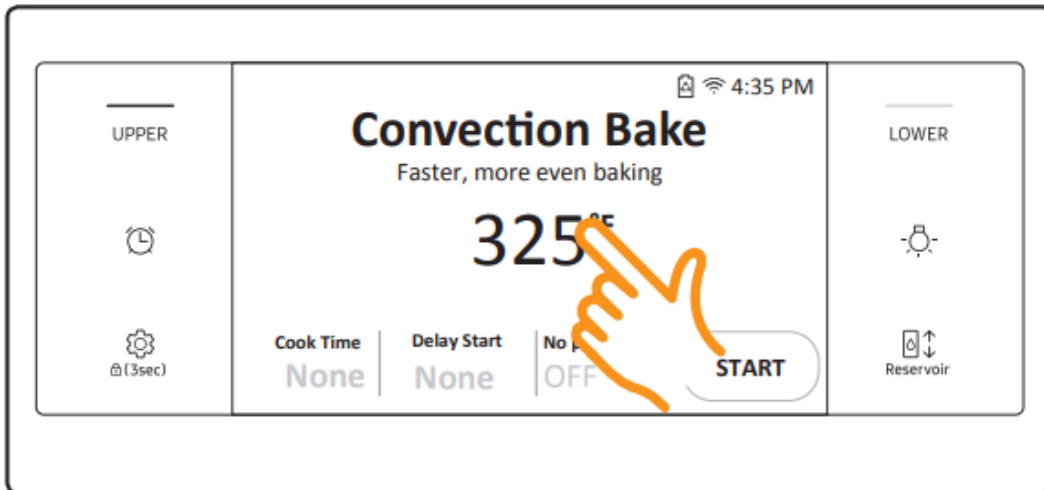 4:35 PM
UPPER
Convection Bake
LOWER
Faster, more even baking
325°F
Cook Time
Delay Start
No
(3sec)
None
None
OFF
START
Reservoir